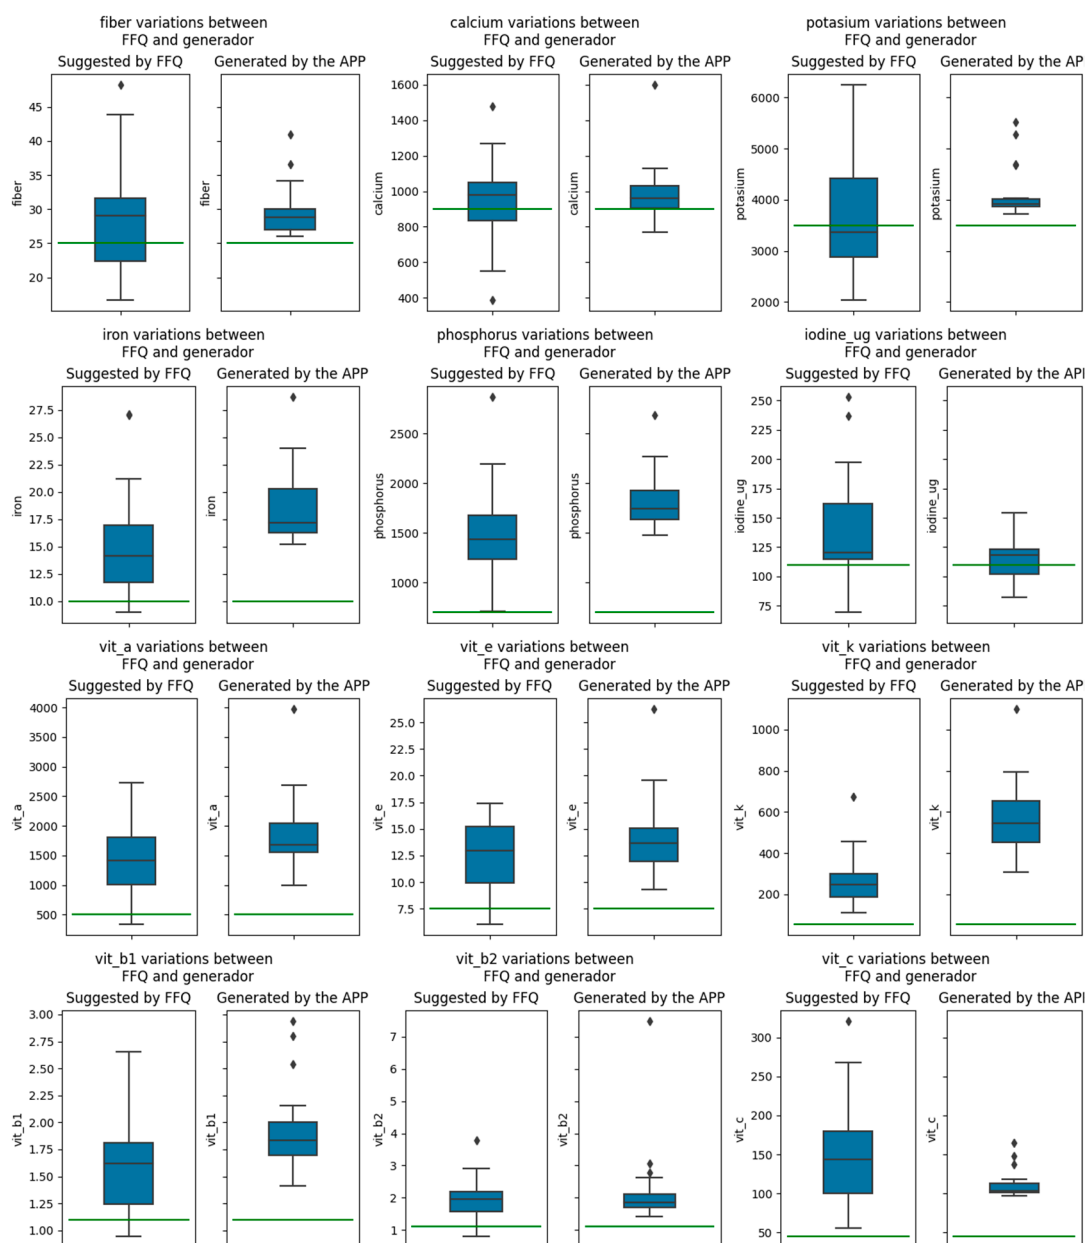 fiber variations between
FFQ and generador
Suggested by FFQ
Generated by the APP
fiber
45
40
35
30
25
20
fiber
calcium variations between
FFQ and generador
Suggested by FFQ
Generated by the APP
calcium
1600
1400
1200
1000
800
600
400
calcium
potasium variations between
FFQ and generador
Suggested by FFQ
Generated by the AP
potasium
6000
5000
4000
3000
2000
potasium
iron variations between
FFQ and generador
Suggested by FFQ
Generated by the APP
iron
27.5
25.0
22.5
20.0
17.5
15.0
12.5
10.0
iron
phosphorus variations between
FFQ and generador
Suggested by FFQ
Generated by the APP
phosphorus
2500
2000
1500
1000
phosphorus
iodine_ug variations between
FFQ and generador
Suggested by FFQ
Generated by the API
iodine_ug
250
225
200
175
150
125
100
75
iodine_ug
vit_a variations between
FFQ and generador
Suggested by FFQ
Generated by the APP
vit_a
4000
3500
3000
2500
2000
1500
1000
500
vit_a
vit_e variations between
FFQ and generador
Suggested by FFQ
Generated by the APP
vit_e
25.0
22.5
20.0
17.5
15.0
12.5
10.0
7.5
vit_e
vit_k variations between
FFQ and generador
Suggested by FFQ
Generated by the AP
vit_k
1000
800
600
400
200
vit_k
vit_b1 variations between
FFQ and generador
Suggested by FFQ
Generated by the APP
vit_b1
3.00
2.75
2.50
2.25
2.00
1.75
1.50
1.25
1.00
vit_b1
vit_b2 variations between
FFQ and generador
Suggested by FFQ
Generated by the APP
vit_b2
7
6
5
4
3
2
1
vit_b2
vit_c variations between
FFQ and generador
Suggested by FFQ
Generated by the API
vit_c
300
250
200
150
100
50
vit_c